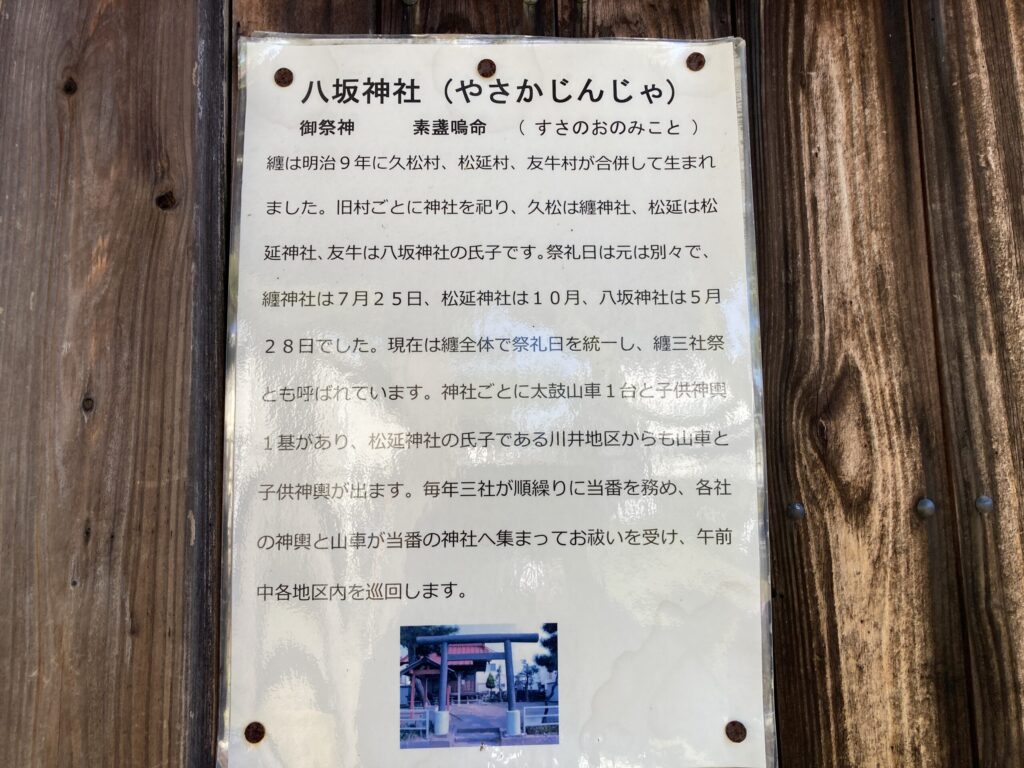 八坂神社（やさかじんじゃ）
御祭神　　素盞嗚命　（すさのおのみこと）
纏は明治９年に久松村、松延村、友牛村が合併して生まれ
ました。旧村ごとに神社を祀り、久松は纏神社、松延は松
延神社、友牛は八坂神社の氏子です。祭礼日は元は別々で、
纏神社は７月２５日、松延神社は１０月、八坂神社は５月
２８日でした。現在は纏全体で祭礼日を統一し、纏三社祭
とも呼ばれています。神社ごとに太鼓山車１台と子供神輿
１基があり、松延神社の氏子である川井地区からも山車と
子供神輿が出ます。毎年三社が順繰りに当番を務め、各社
の神輿と山車が当番の神社へ集まってお祓いを受け、午前
中各地区内を巡回します。